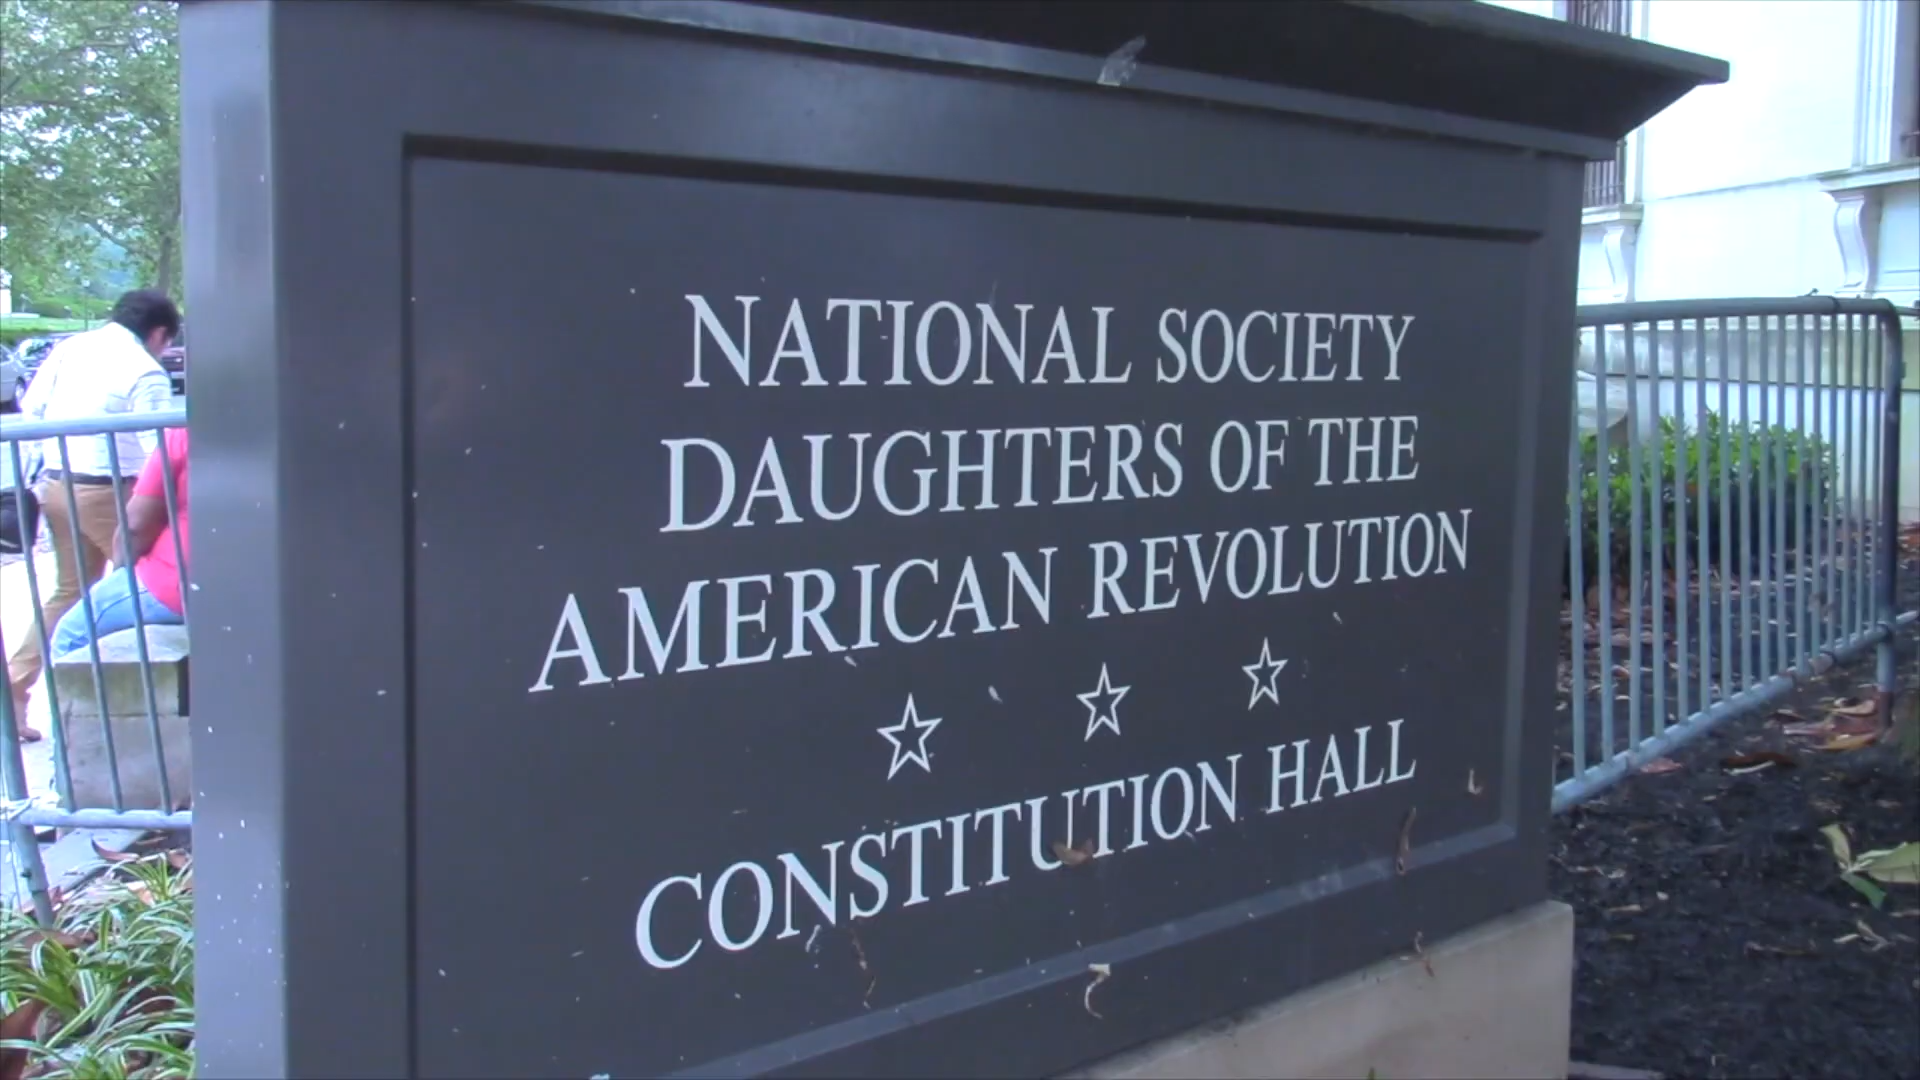 NATIONAL SOCIETY
DAUGHTERS OF THE
AMERICAN REVOLUTION
CONSTITUTION HALL